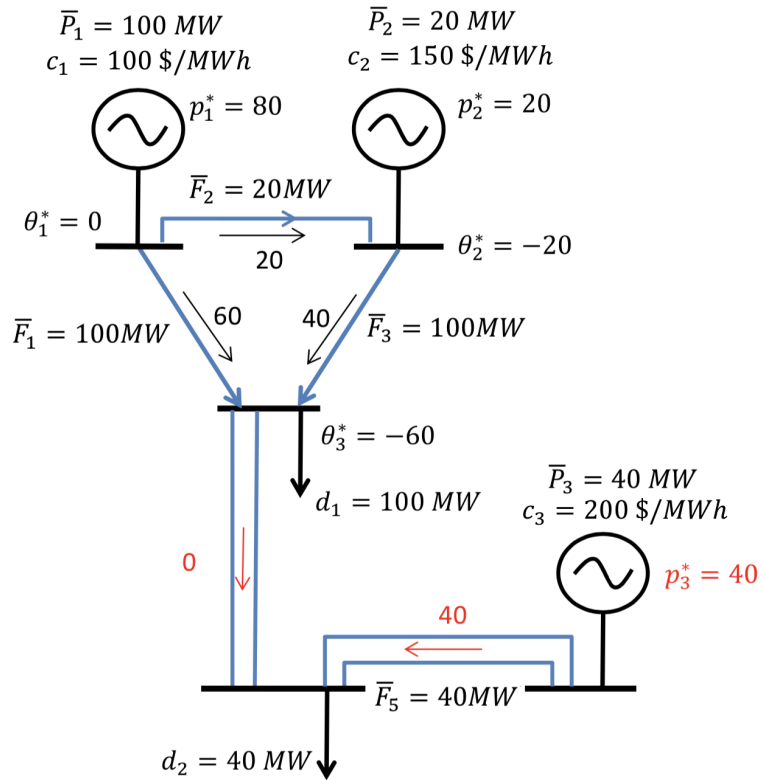 P̅₁ = 100 MW
c₁ = 100 $/MWh
p₁* = 80
P̅₂ = 20 MW
c₂ = 150 $/MWh
p₂* = 20
F̅₂ = 20MW
θ₁* = 0
20
θ₂* = −20
F̅₁ = 100MW
60
40
F̅₃ = 100MW
θ₃* = −60
d₁ = 100 MW
P̅₃ = 40 MW
c₃ = 200 $/MWh
0
p₃* = 40
40
F̅₅ = 40MW
d₂ = 40 MW